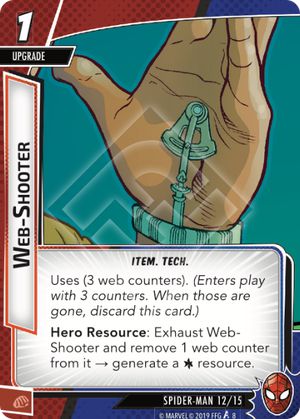 1
UPGRADE
WEB-SHOOTER
ITEM. TECH.
Uses (3 web counters). (Enters play
with 3 counters. When those are
gone, discard this card.)
Hero Resource: Exhaust Web-
Shooter and remove 1 web counter
from it → generate a resource.
SPIDER-MAN 12/15
© MARVEL © 2019 FFG 8